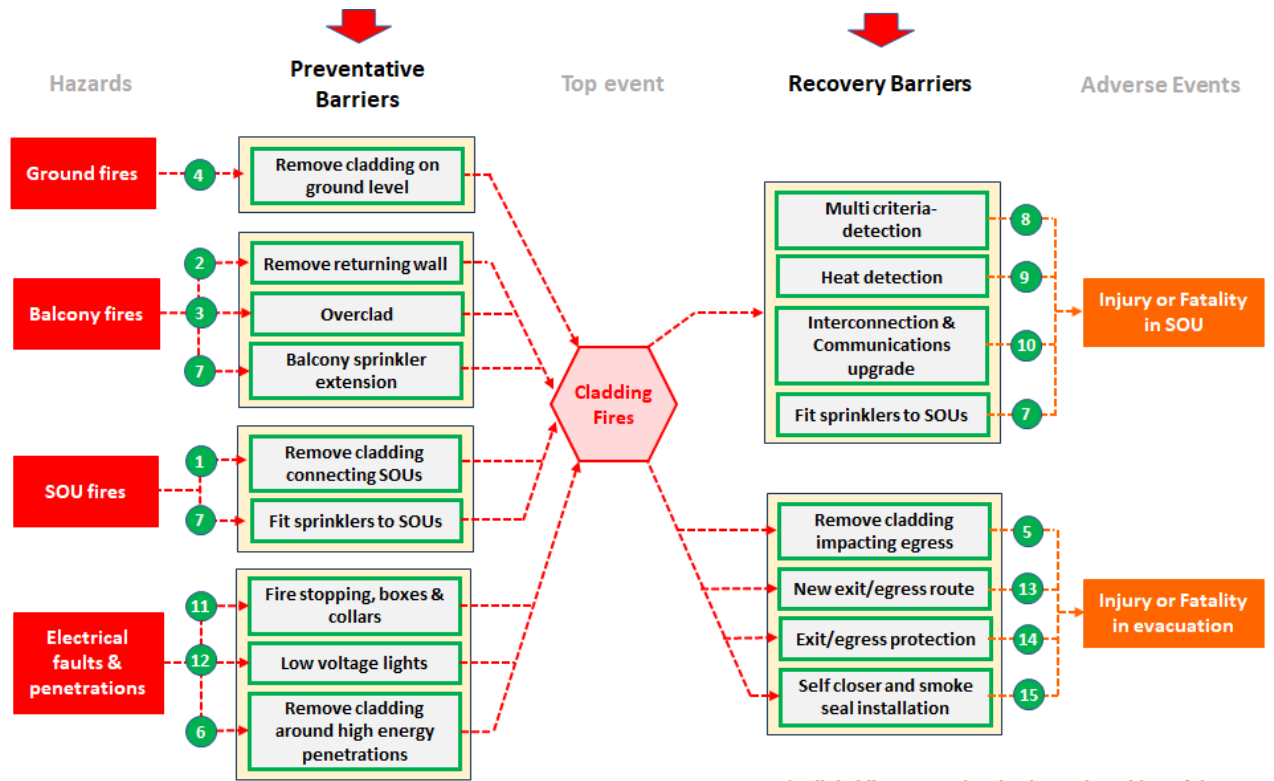 Hazards
Preventative
Barriers
Top event
Recovery Barriers
Adverse Events
Ground fires
4
Remove cladding on
ground level
Balcony fires
2
Remove returning wall
3
Overclad
7
Balcony sprinkler
extension
SOU fires
1
Remove cladding
connecting SOUs
7
Fit sprinklers to SOUs
Electrical
faults &
penetrations
11
Fire stopping, boxes &
collars
12
Low voltage lights
6
Remove cladding
around high energy
penetrations
Cladding
Fires
Multi criteria-
detection
8
Heat detection
9
Interconnection &
Communications
upgrade
10
Fit sprinklers to SOUs
7
Injury or Fatality
in SOU
Remove cladding
impacting egress
5
New exit/egress route
13
Exit/egress protection
14
Self closer and smoke
seal installation
15
Injury or Fatality
in evacuation